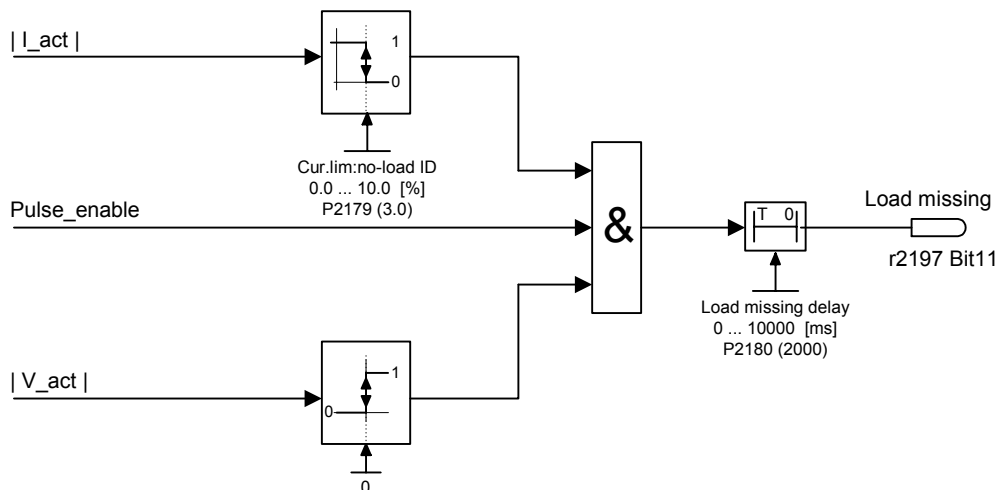 | I_act |
1
0
Cur.lim:no-load ID
0.0 ... 10.0 [%]
P2179 (3.0)
Pulse_enable
&
T 0
Load missing
r2197 Bit11
Load missing delay
0 ... 10000 [ms]
P2180 (2000)
| V_act |
1
0
0